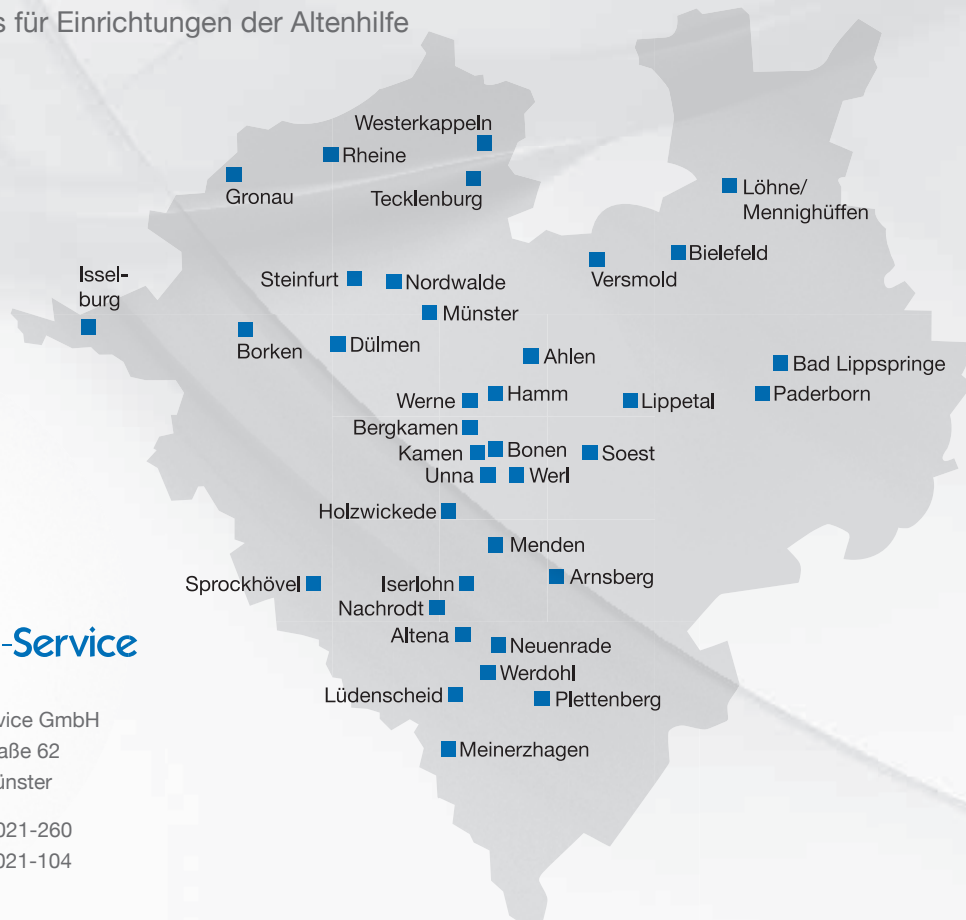 s für Einrichtungen der Altenhilfe
Westerkappeln
Rheine
Gronau
Tecklenburg
Löhne/
Mennighüffen
Bielefeld
Versmold
Issel-
burg
Steinfurt
Nordwalde
Münster
Borken
Dülmen
Ahlen
Bad Lippspringe
Paderborn
Hamm
Werne
Lippetal
Bergkamen
Kamen
Bonen
Soest
Unna
Werl
Holzwickede
Menden
Sprockhövel
Iserlohn
Arnsberg
Nachrodt
Altena
Neuenrade
Werdohl
Lüdenscheid
Plettenberg
Meinerzhagen
-Service
vice GmbH
aße 62
ünster
021-260
021-104